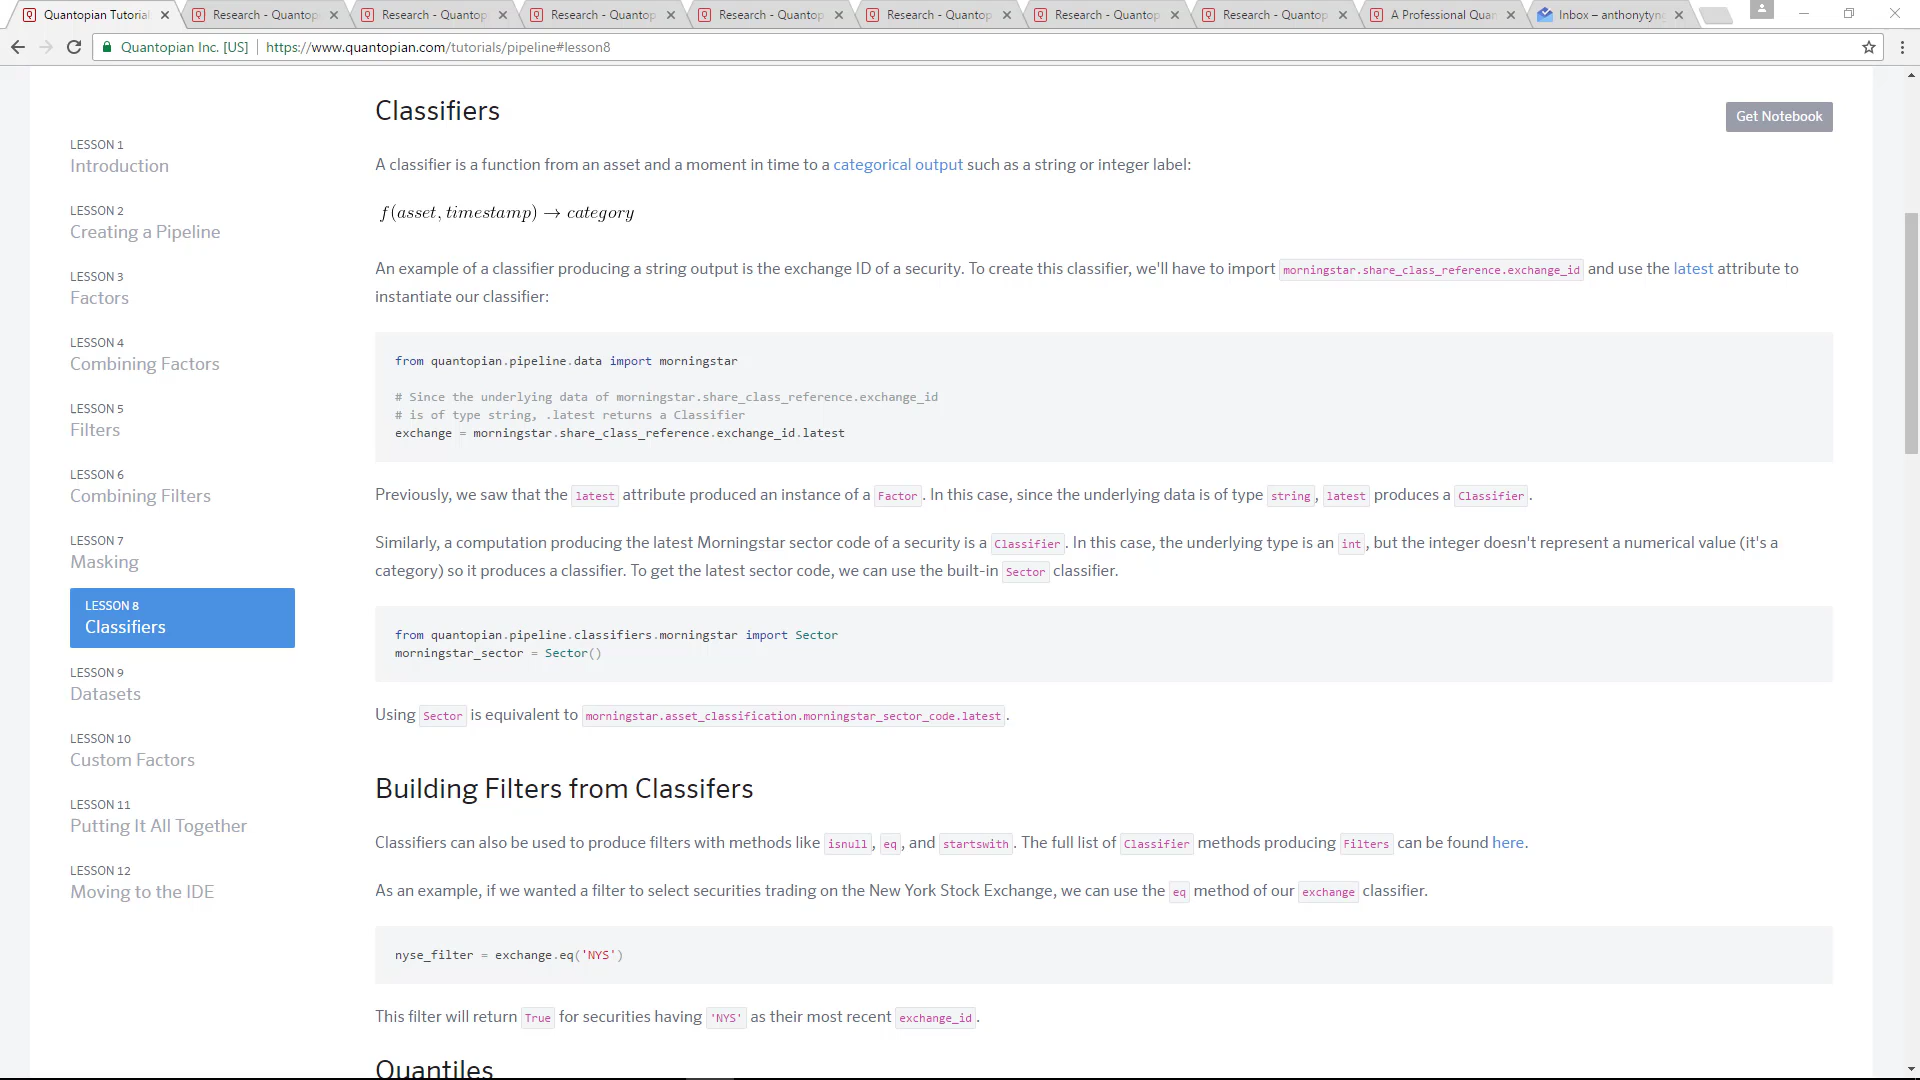 Quantopian Tutorial
Research - Quantop
Research - Quantop
Research - Quantop
Research - Quantop
Research - Quantop
Research - Quantop
Research - Quantop
A Professional Quan
Inbox – anthonytyn
Quantopian Inc. [US]
https://www.quantopian.com/tutorials/pipeline#lesson8
LESSON 1
Introduction
LESSON 2
Creating a Pipeline
LESSON 3
Factors
LESSON 4
Combining Factors
LESSON 5
Filters
LESSON 6
Combining Filters
LESSON 7
Masking
LESSON 8
Classifiers
LESSON 9
Datasets
LESSON 10
Custom Factors
LESSON 11
Putting It All Together
LESSON 12
Moving to the IDE
Classifiers
Get Notebook
A classifier is a function from an asset and a moment in time to a categorical output such as a string or integer label:
f(asset, timestamp) → category
An example of a classifier producing a string output is the exchange ID of a security. To create this classifier, we'll have to import morningstar.share_class_reference.exchange_id and use the latest attribute to
instantiate our classifier:
from quantopian.pipeline.data import morningstar
# Since the underlying data of morningstar.share_class_reference.exchange_id
# is of type string, .latest returns a Classifier
exchange = morningstar.share_class_reference.exchange_id.latest
Previously, we saw that the latest attribute produced an instance of a Factor. In this case, since the underlying data is of type string, latest produces a Classifier.
Similarly, a computation producing the latest Morningstar sector code of a security is a Classifier. In this case, the underlying type is an int, but the integer doesn't represent a numerical value (it's a
category) so it produces a classifier. To get the latest sector code, we can use the built-in Sector classifier.
from quantopian.pipeline.classifiers.morningstar import Sector
morningstar_sector = Sector()
Using Sector is equivalent to morningstar.asset_classification.morningstar_sector_code.latest.
Building Filters from Classifers
Classifiers can also be used to produce filters with methods like isnull, eq, and startswith. The full list of Classifier methods producing Filters can be found here.
As an example, if we wanted a filter to select securities trading on the New York Stock Exchange, we can use the eq method of our exchange classifier.
nyse_filter = exchange.eq('NYS')
This filter will return True for securities having 'NYS' as their most recent exchange_id.
Quantiles